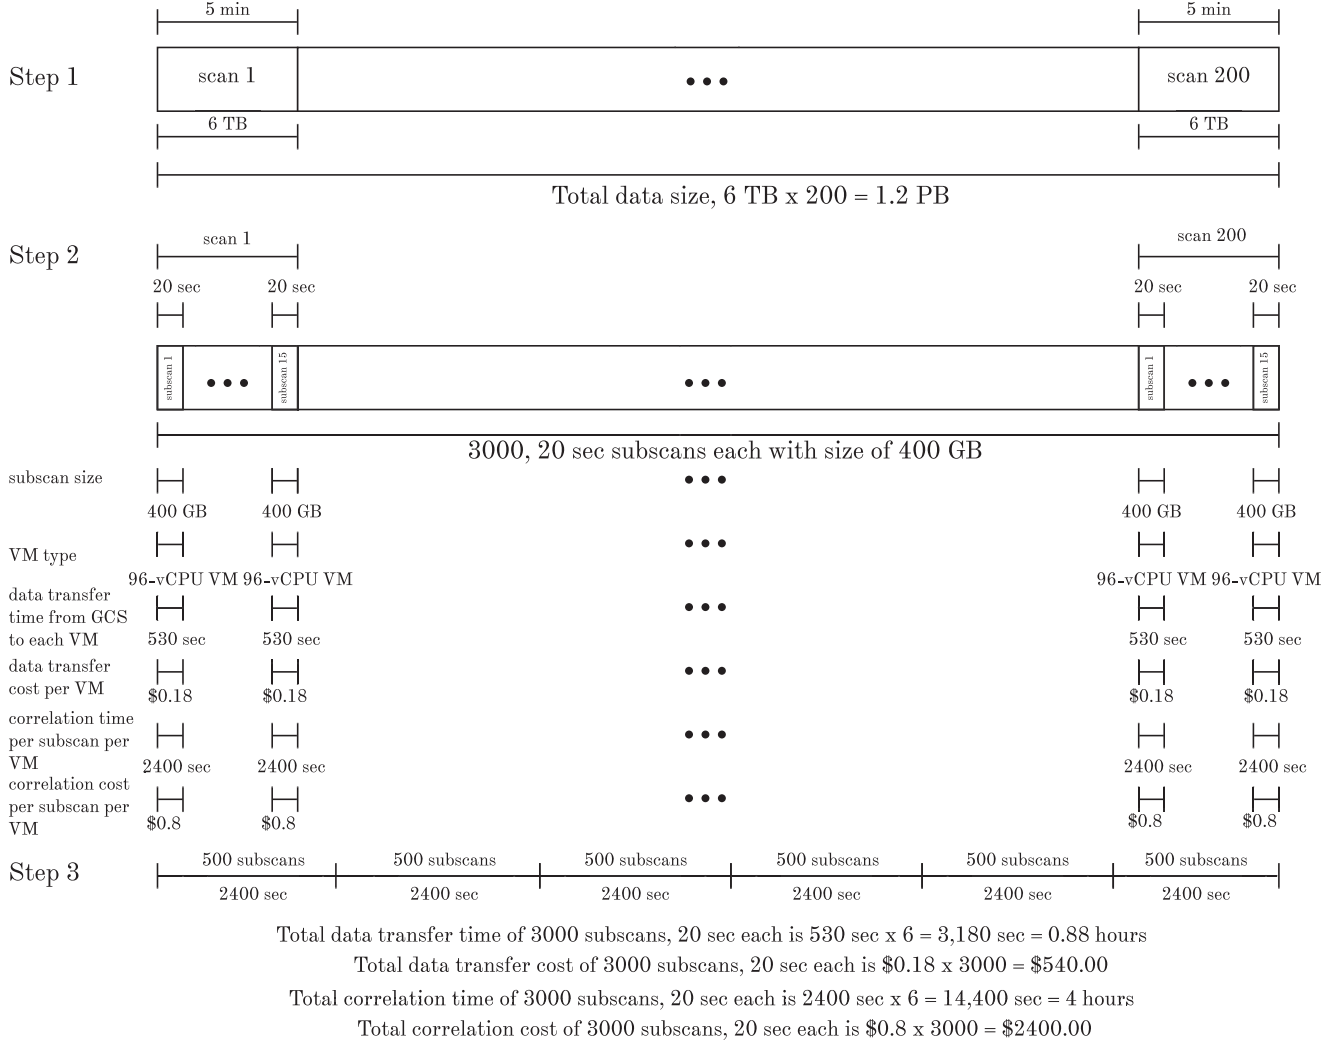 5 min 5 min
Step 1 scan 1 scan 200
6 TB 6 TB
Total data size, 6 TB x 200 = 1.2 PB
Step 2 scan 1 scan 200
20 sec 20 sec 20 sec 20 sec
subscan 1 subscan 15 subscan 1 subscan 15
3000, 20 sec subscans each with size of 400 GB
subscan size
400 GB 400 GB 400 GB 400 GB
VM type
96-vCPU VM 96-vCPU VM 96-vCPU VM 96-vCPU VM
data transfer
time from GCS
to each VM 530 sec 530 sec 530 sec 530 sec
data transfer
cost per VM $0.18 $0.18 $0.18 $0.18
correlation time
per subscan per
VM 2400 sec 2400 sec 2400 sec 2400 sec
correlation cost
per subscan per
VM $0.8 $0.8 $0.8 $0.8
500 subscans 500 subscans 500 subscans 500 subscans 500 subscans 500 subscans
Step 3
2400 sec 2400 sec 2400 sec 2400 sec 2400 sec 2400 sec
Total data transfer time of 3000 subscans, 20 sec each is 530 sec x 6 = 3,180 sec = 0.88 hours
Total data transfer cost of 3000 subscans, 20 sec each is $0.18 x 3000 = $540.00
Total correlation time of 3000 subscans, 20 sec each is 2400 sec x 6 = 14,400 sec = 4 hours
Total correlation cost of 3000 subscans, 20 sec each is $0.8 x 3000 = $2400.00